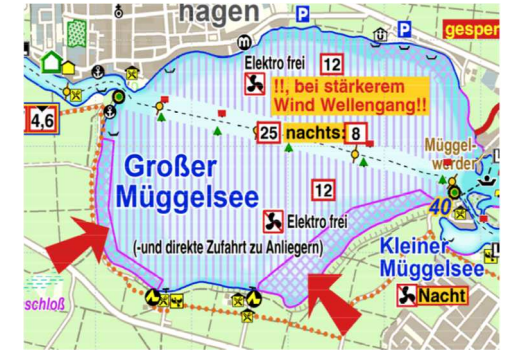 hagen
P
P
gesper
m
Elektro frei
12
!!, bei stärkerem
Wind Wellengang!!
4,6
25 nachts: 8
Müggel-
werder
Großer
Müggelsee
12
40
Elektro frei
(-und direkte Zufahrt zu Anliegern)
Kleiner
Müggelsee
schloß
Nacht